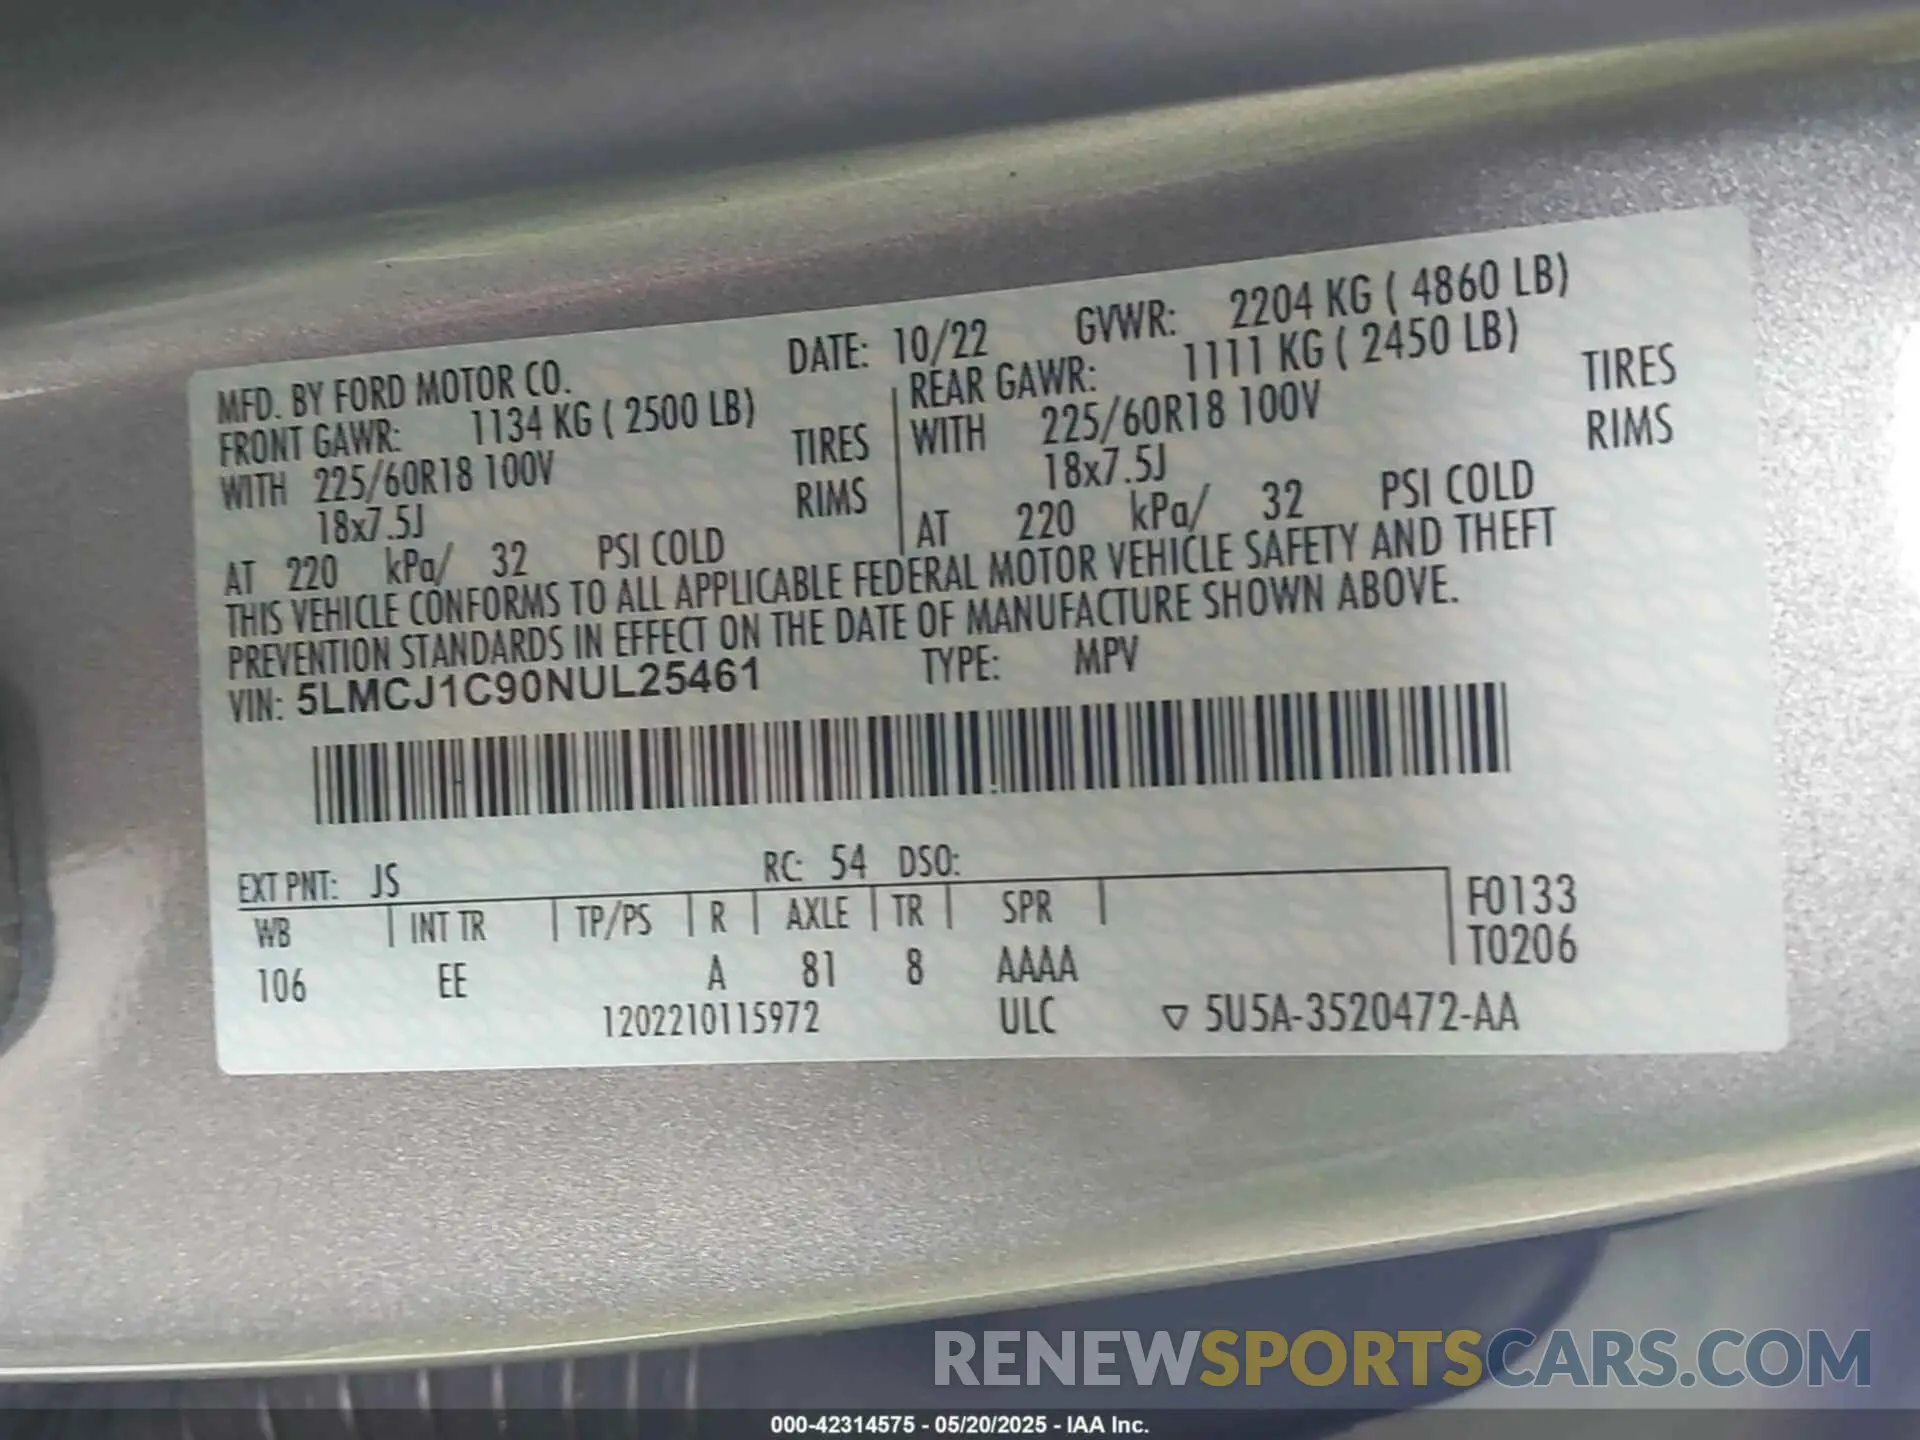 MFD. BY FORD MOTOR CO. DATE: 10/22 GVWR: 2204 KG ( 4860 LB)
FRONT GAWR: 1134 KG ( 2500 LB) REAR GAWR: 1111 KG ( 2450 LB)
WITH 225/60R18 100V TIRES WITH 225/60R18 100V TIRES
18x7.5J RIMS 18x7.5J RIMS
AT 220 kPa/ 32 PSI COLD AT 220 kPa/ 32 PSI COLD
THIS VEHICLE CONFORMS TO ALL APPLICABLE FEDERAL MOTOR VEHICLE SAFETY AND THEFT
PREVENTION STANDARDS IN EFFECT ON THE DATE OF MANUFACTURE SHOWN ABOVE.
VIN: 5LMCJ1C90NUL25461 TYPE: MPV
EXT PNT: JS RC: 54 DSO:
WB INT TR TP/PS R AXLE TR SPR F0133
T0206
106 EE A 81 8 AAAA
1202210115972 ULC ▽ 5U5A-3520472-AA
RENEWSPORTSCARS.COM
000-42314575 - 05/20/2025 - IAA Inc.